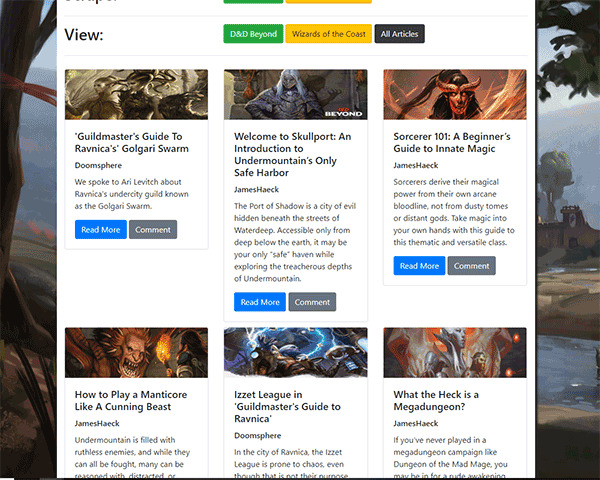 View:
D&D Beyond
Wizards of the Coast
All Articles
'Guildmaster's Guide To
Ravnica's' Golgari Swarm
Doomsphere
We spoke to Ari Levitch about
Ravnica's undercity guild known
as the Golgari Swarm.
Read More
Comment
BEYOND
Welcome to Skullport: An
Introduction to
Undermountain's Only
Safe Harbor
JamesHaeck
The Port of Shadow is a city of evil
hidden beneath the streets of
Waterdeep. Accessible only from
deep below the earth, it may be
your only "safe" haven while
exploring the treacherous depths
of Undermountain.
Read More
Comment
Sorcerer 101: A Beginner's
Guide to Innate Magic
JamesHaeck
Sorcerers derive their magical
power from their own arcane
bloodline, not from dusty tomes
or distant gods. Take magic into
your own hands with this guide to
this thematic and versatile class.
Read More
Comment
How to Play a Manticore
Like A Cunning Beast
JamesHaeck
Undermountain is filled with
ruthless enemies, and while they
can all be fought, many can be
reasoned with, distracted, or
Izzet League in
'Guildmaster's Guide to
Ravnica'
Doomsphere
In the city of Ravnica, the Izzet
League is prone to chaos, even
though that is not their purpose
What the Heck is a
Megadungeon?
JamesHaeck
If you've never played in a
megadungeon campaign like
Dungeon of the Mad Mage, you
may be in for a rude awakening